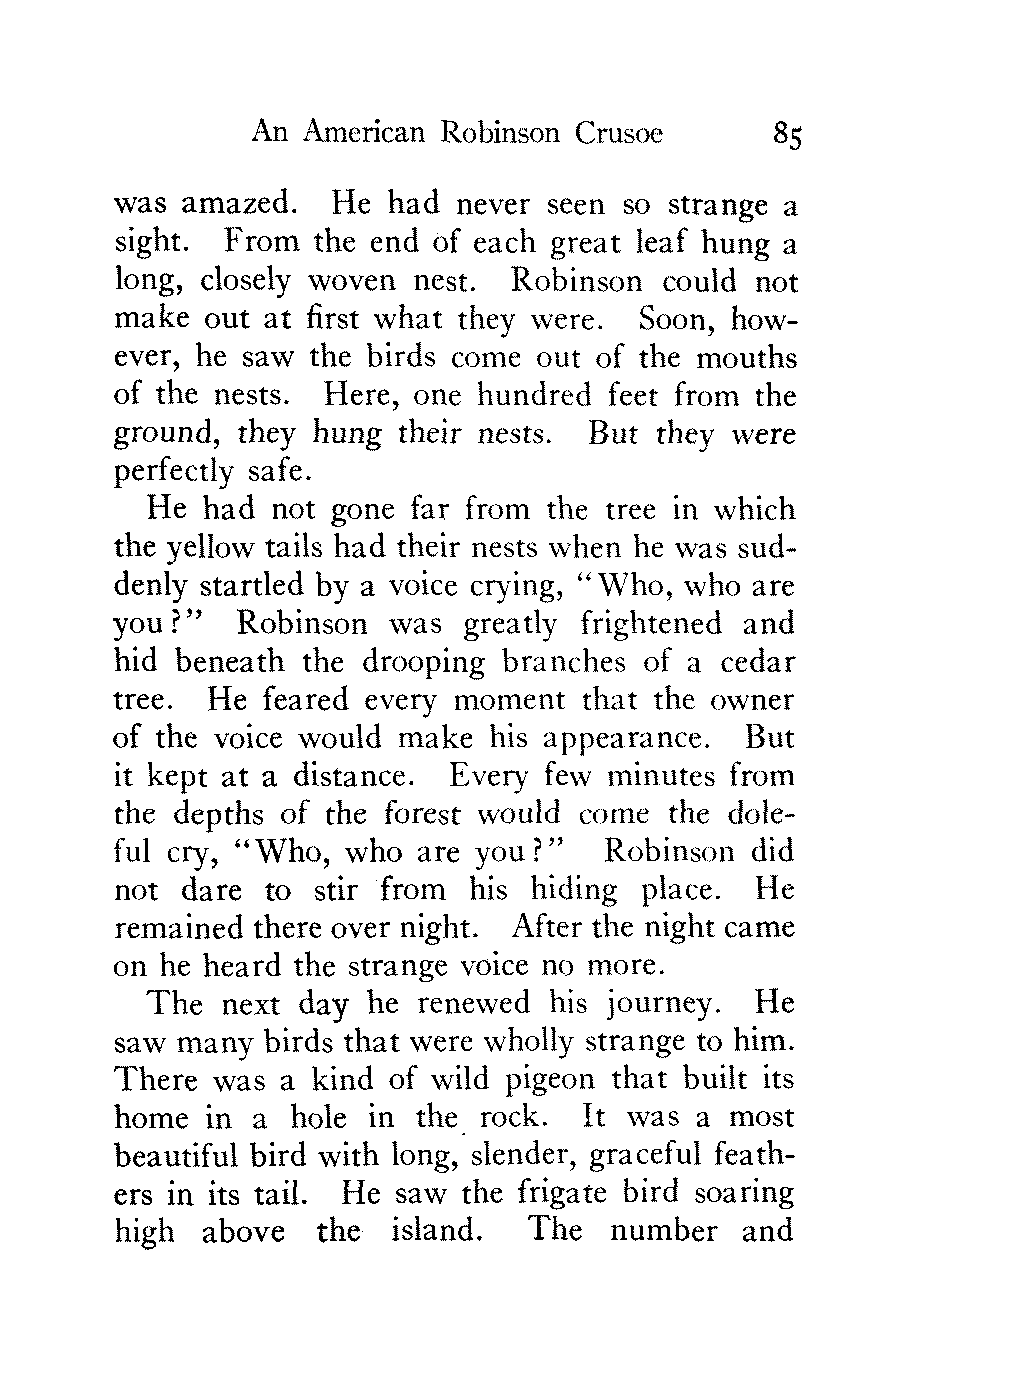 An American Robinson Crusoe 85
was amazed. He had never seen so strange a
sight. From the end of each great leaf hung a
long, closely woven nest. Robinson could not
make out at first what they were. Soon, how-
ever, he saw the birds come out of the mouths
of the nests. Here, one hundred feet from the
ground, they hung their nests. But they were
perfectly safe.
He had not gone far from the tree in which
the yellow tails had their nests when he was sud-
denly startled by a voice crying, "Who, who are
you?" Robinson was greatly frightened and
hid beneath the drooping branches of a cedar
tree. He feared every moment that the owner
of the voice would make his appearance. But
it kept at a distance. Every few minutes from
the depths of the forest would come the dole-
ful cry, "Who, who are you?" Robinson did
not dare to stir from his hiding place. He
remained there over night. After the night came
on he heard the strange voice no more.
The next day he renewed his journey. He
saw many birds that were wholly strange to him.
There was a kind of wild pigeon that built its
home in a hole in the rock. It was a most
beautiful bird with long, slender, graceful feath-
ers in its tail. He saw the frigate bird soaring
high above the island. The number and